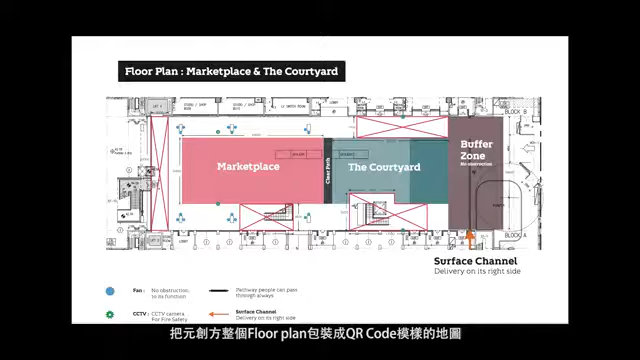 Floor Plan : Marketplace & The Courtyard
BLOCK B
Marketplace
Clear Path
The Courtyard
Buffer
Zone
No obstruction
BLOCK A
LOBBY
Surface Channel
Delivery on its right side
Fan : No obstruction,
to its function
Pathway people can pass
through always
CCTV : CCTV camera,
For Fire Safety
Surface Channel
Delivery on its right side
把元創方整個Floor plan包裝成QR Code模樣的地圖